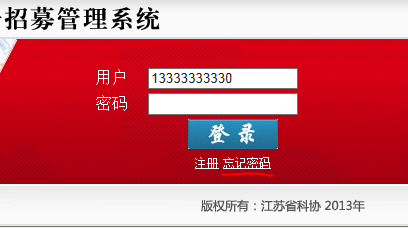 招募管理系统
用户 13333333330
密码
登录
注册 忘记密码
版权所有：江苏省科协 2013年